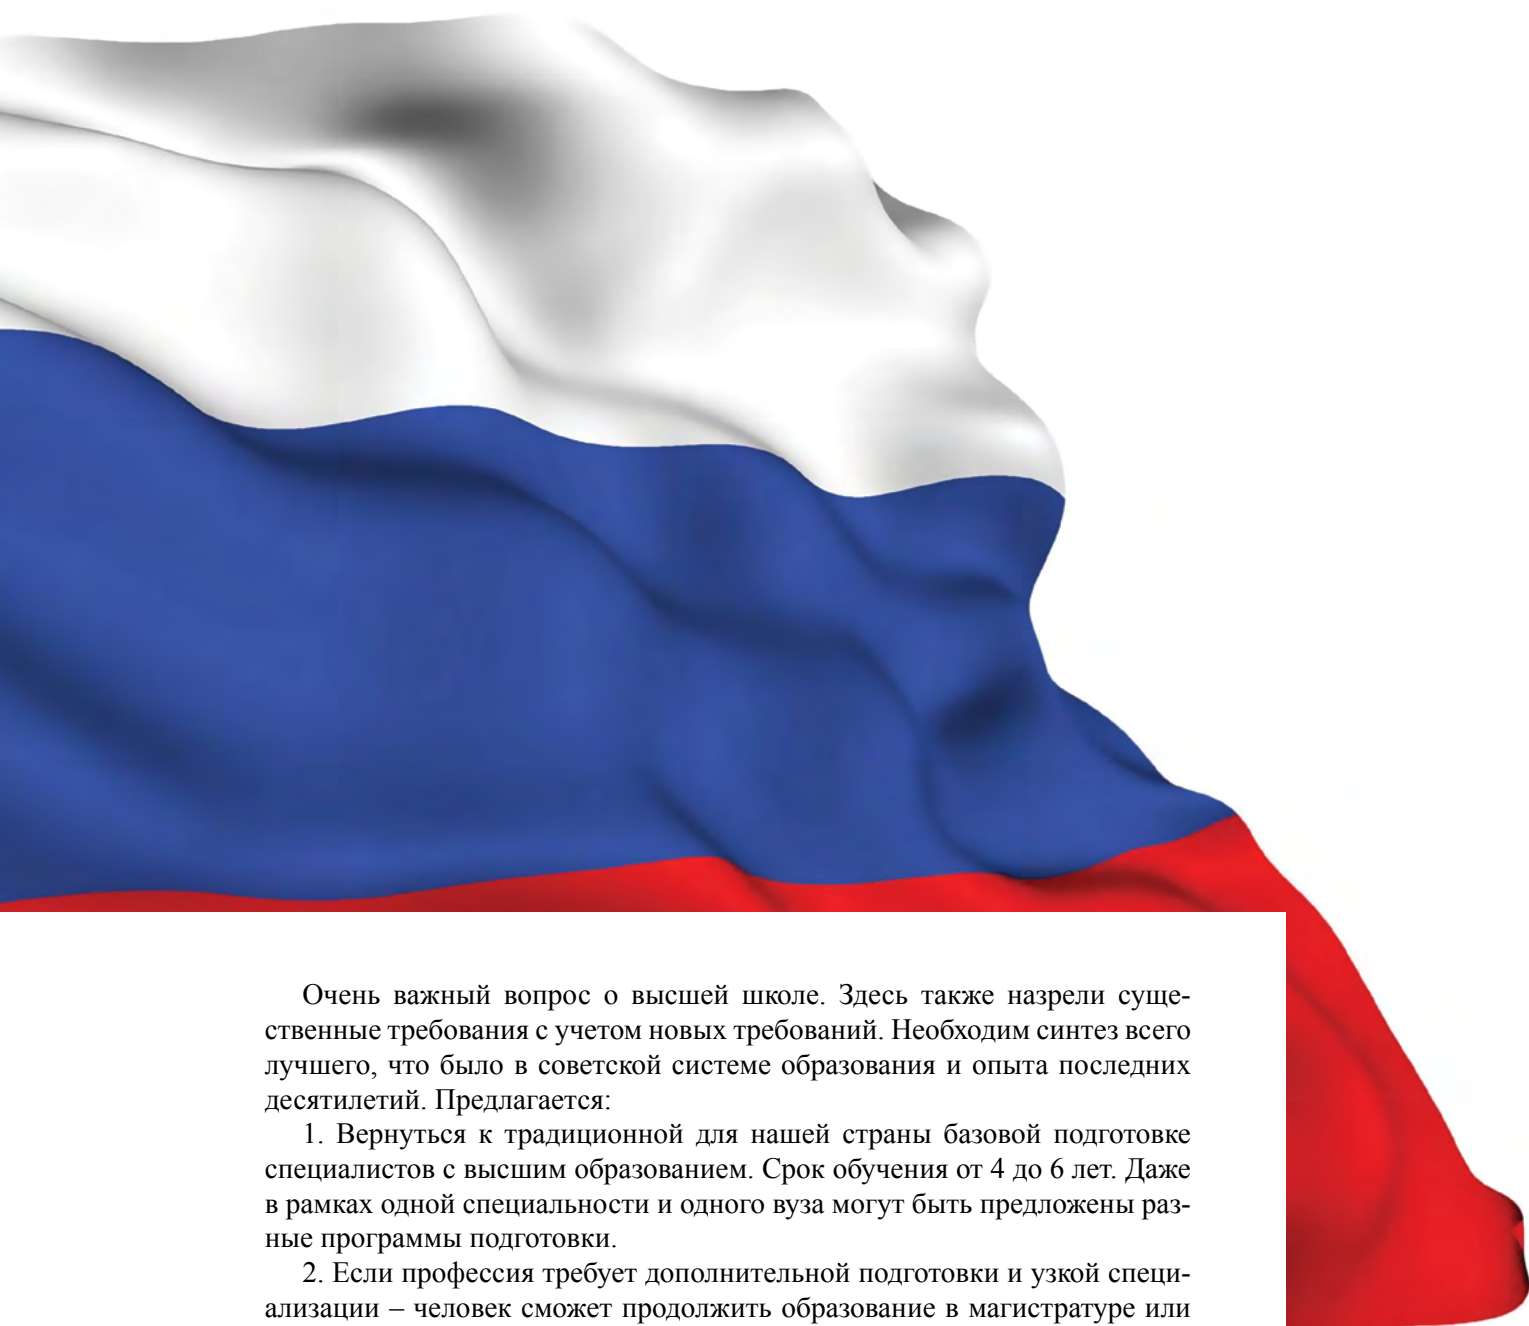 Очень важный вопрос о высшей школе. Здесь также назрели суще-
ственные требования с учетом новых требований. Необходим синтез всего
лучшего, что было в советской системе образования и опыта последних
десятилетий. Предлагается:
1. Вернуться к традиционной для нашей страны базовой подготовке
специалистов с высшим образованием. Срок обучения от 4 до 6 лет. Даже
в рамках одной специальности и одного вуза могут быть предложены раз-
ные программы подготовки.
2. Если профессия требует дополнительной подготовки и узкой специ-
ализации – человек сможет продолжить образование в магистратуре или